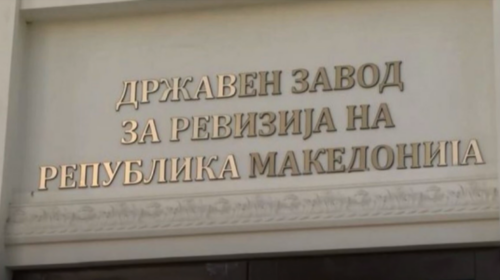 ДРЖАВЕН ЗАВОД
ЗА РЕВИЗИЈА НА
РЕПУБЛИКА МАКЕДОНИЈА